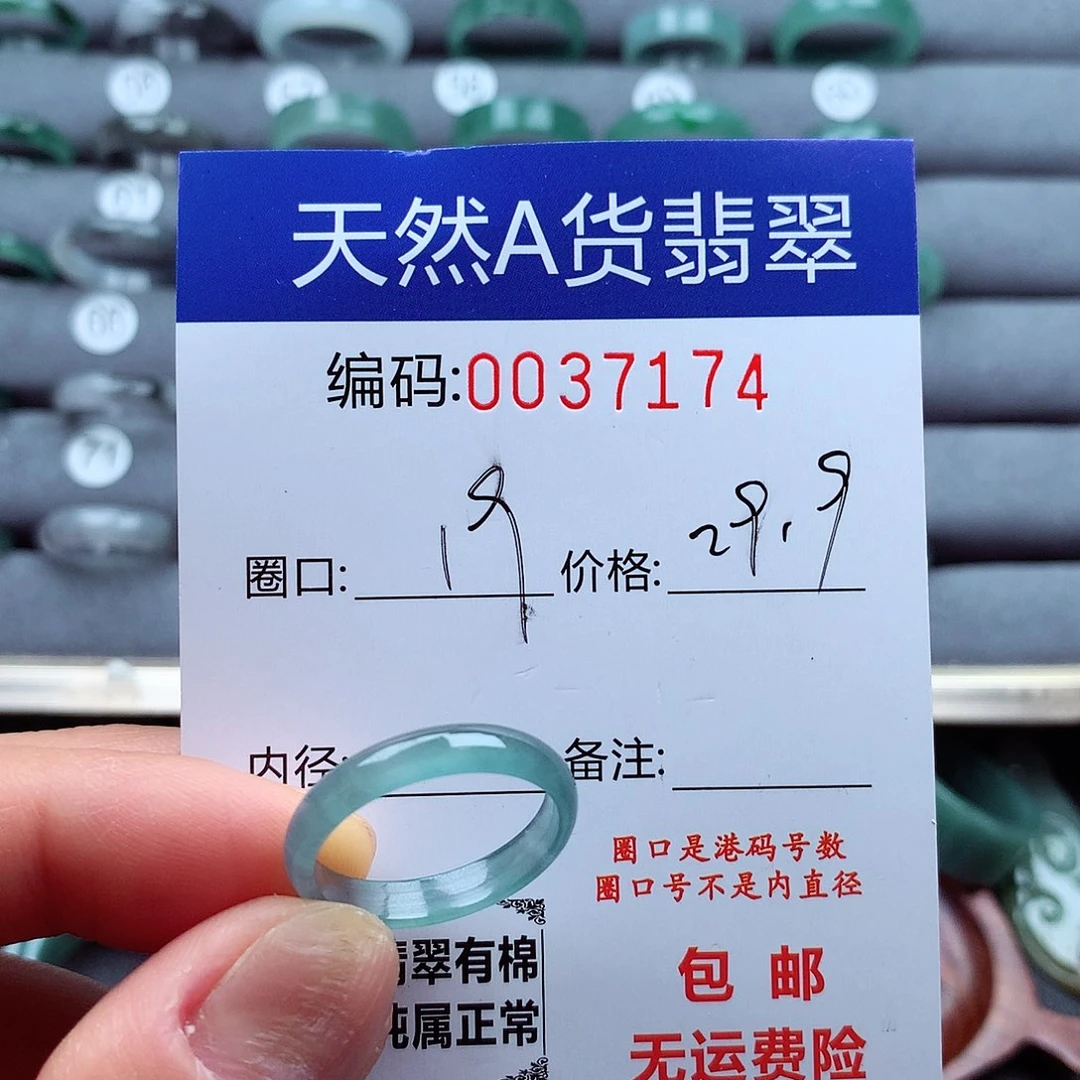 天然A货翡翠
编码:0037174
圈口: 19 价格: 29.9
内径: 备注:
圈口是港码号数
圈口号不是内直径
翠有棉
纯属正常
包邮
无运费险